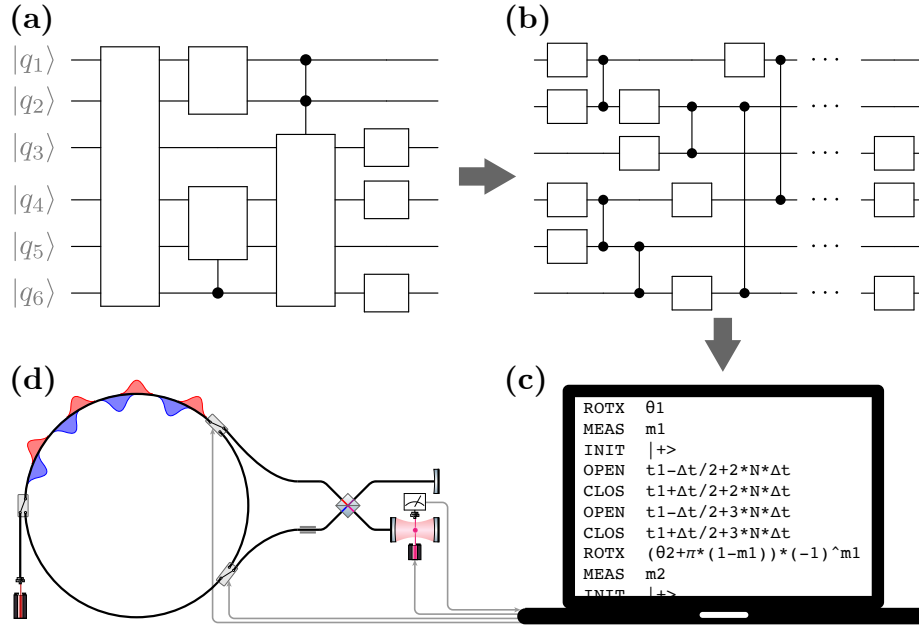 (a)
|q1⟩
|q2⟩
|q3⟩
|q4⟩
|q5⟩
|q6⟩
(b)
· · ·
· · ·
· · ·
· · ·
· · ·
· · ·
(c)
ROTX θ1
MEAS m1
INIT |+>
OPEN t1-Δt/2+2*N*Δt
CLOS t1+Δt/2+2*N*Δt
OPEN t1-Δt/2+3*N*Δt
CLOS t1+Δt/2+3*N*Δt
ROTX (θ2+π*(1-m1))*(-1)^m1
MEAS m2
INIT |+>
(d)